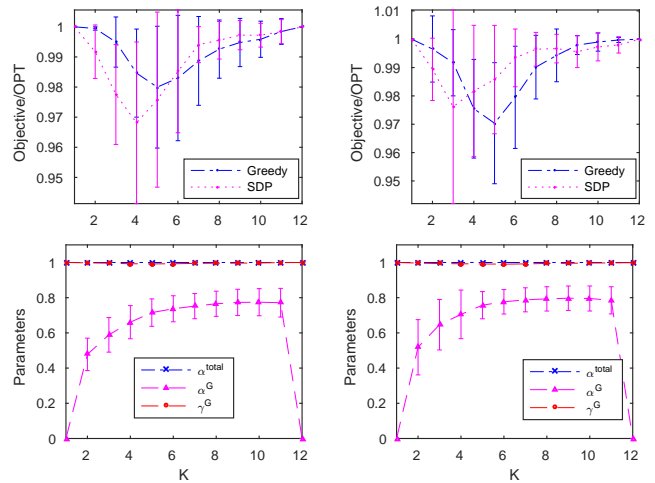 1
0.99
0.98
0.97
0.96
0.95
Objective/OPT
2 4 6 8 10 12
Greedy
SDP
1.01
1
0.99
0.98
0.97
0.96
0.95
Objective/OPT
2 4 6 8 10 12
Greedy
SDP
1
0.8
0.6
0.4
0.2
0
Parameters
2 4 6 8 10 12
K
α^total
α^G
γ^G
1
0.8
0.6
0.4
0.2
0
Parameters
2 4 6 8 10 12
K
α^total
α^G
γ^G